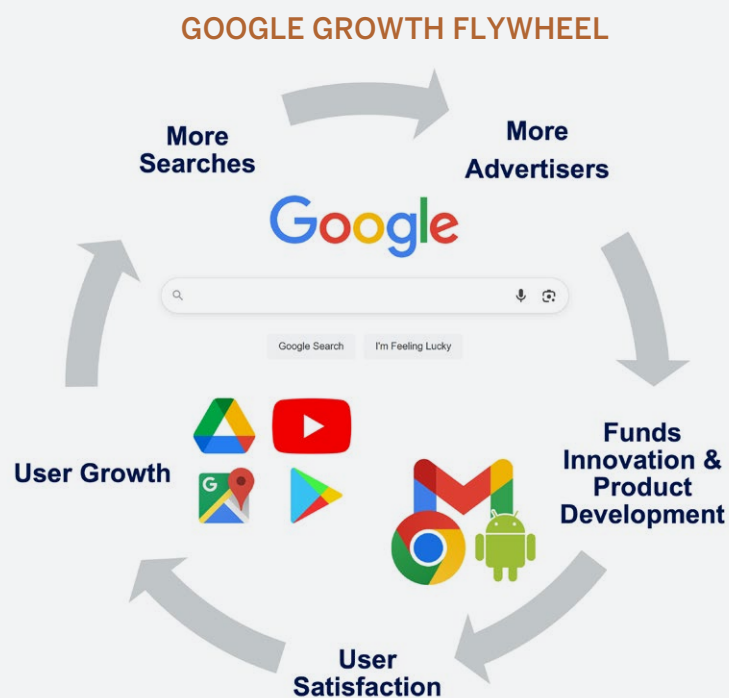 GOOGLE GROWTH FLYWHEEL
More
Searches
More
Advertisers
Google
Google Search
I'm Feeling Lucky
Funds
Innovation &
Product
Development
User Growth
G
User
Satisfaction